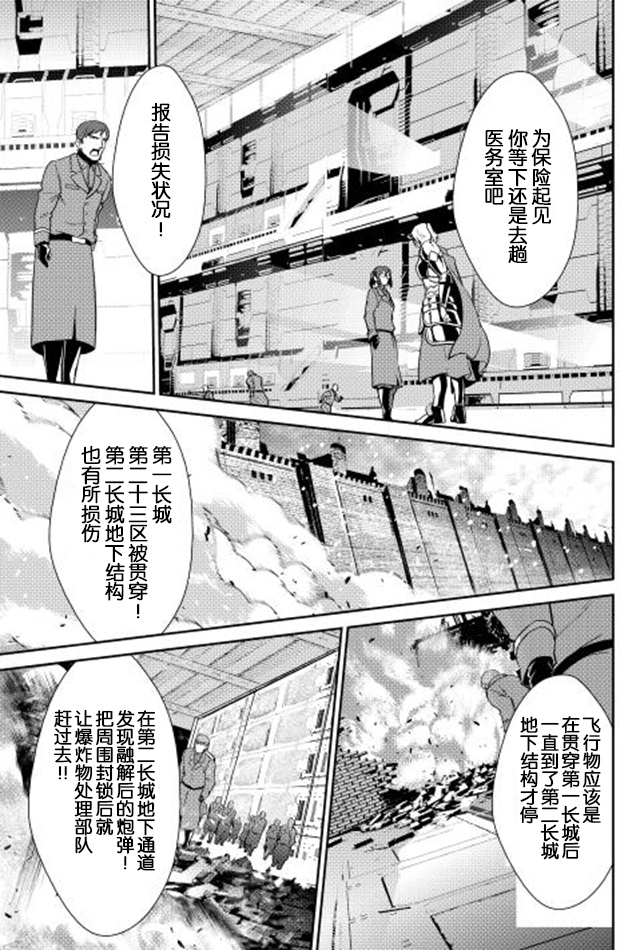 为保险起见
你等下还是去趟
医务室吧
报告损失状况！
第一长城
第二十三区被贯穿！
第二长城地下结构
也有所损伤
飞行物应该是
在贯穿第一长城后
一直到了第二长城
地下结构才停
在第二长城地下通道
发现融解后的炮弹！
把周围封锁后就
让爆炸物处理部队
赶过去!!